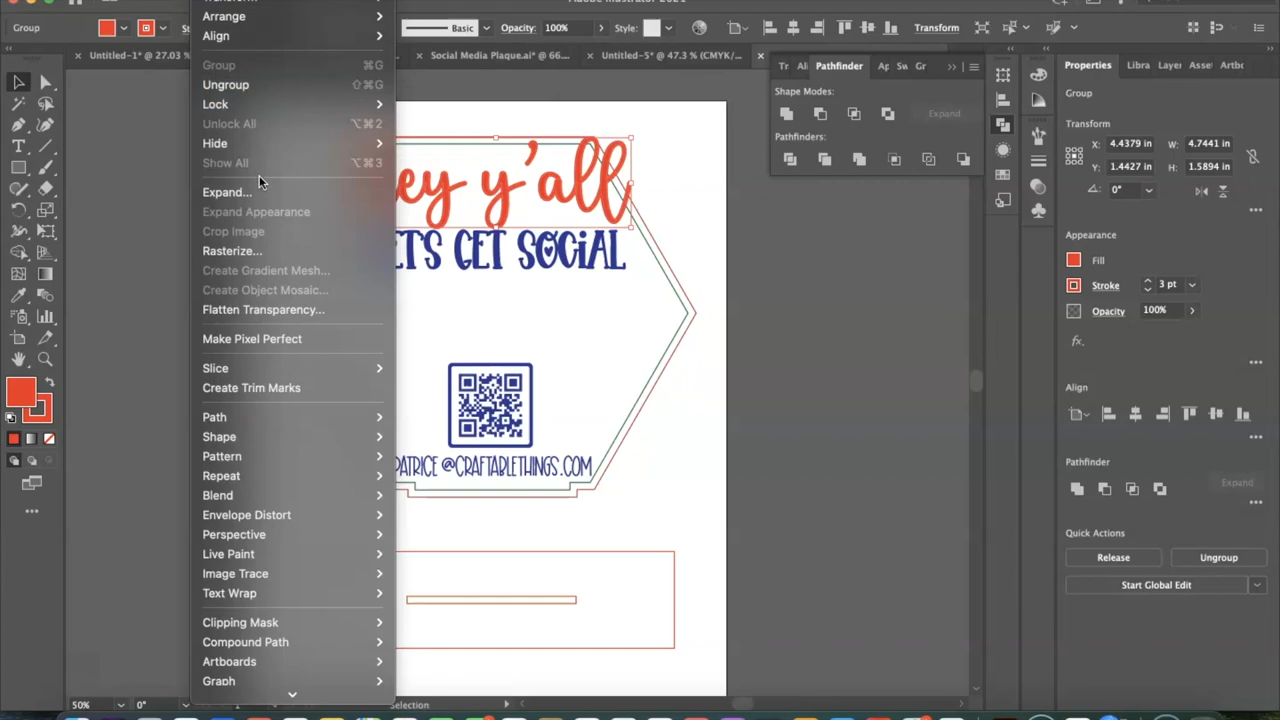 Group
Basic
Opacity: 100%
Style:
Transform
Untitled-1* @ 27.03
Social Media Plaque.ai* @ 66...
Untitled-5* @ 47.3 % (CMYK/...
Arrange
Align
Group ⌘G
Ungroup ⇧⌘G
Lock
Unlock All ⌥⌘2
Hide
Show All ⌥⌘3
Expand...
Expand Appearance
Crop Image
Rasterize...
Create Gradient Mesh...
Create Object Mosaic...
Flatten Transparency...
Make Pixel Perfect
Slice
Create Trim Marks
Path
Shape
Pattern
Repeat
Blend
Envelope Distort
Perspective
Live Paint
Image Trace
Text Wrap
Clipping Mask
Compound Path
Artboards
Graph
ey y'all
ET'S GET SOCiAL
PATRICE @CRAFTABLETHINGS.COM
Tr Al Pathfinder Ap Sw Gr
Shape Modes:
Expand
Pathfinders:
Properties Libra Layer Asse Artbo
Group
Transform
X: 4.4379 in W: 4.7441 in
Y: 1.4427 in H: 1.5894 in
0°
Appearance
Fill
Stroke 3 pt
Opacity 100%
fx.
Align
Pathfinder
Expand
Quick Actions
Release Ungroup
Start Global Edit
50% 0° Selection